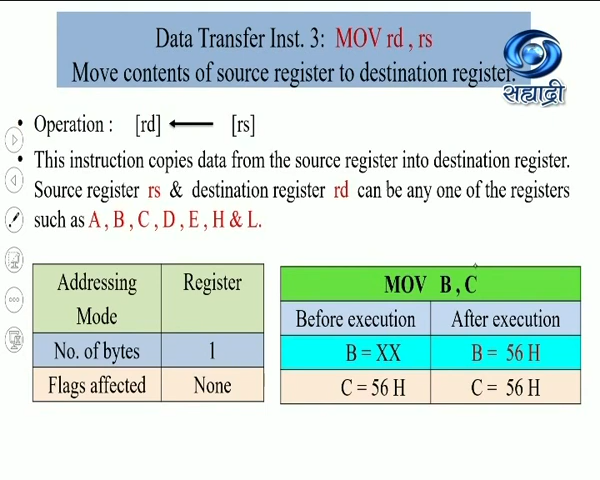 Data Transfer Inst. 3: MOV rd , rs
Move contents of source register to destination register.
सह्याद्री
• Operation : [rd] ← [rs]
• This instruction copies data from the source register into destination register.
Source register rs & destination register rd can be any one of the registers
such as A , B , C , D , E , H & L.
Addressing Mode Register
No. of bytes 1
Flags affected None
MOV B , C
Before execution After execution
B = XX B = 56 H
C = 56 H C = 56 H